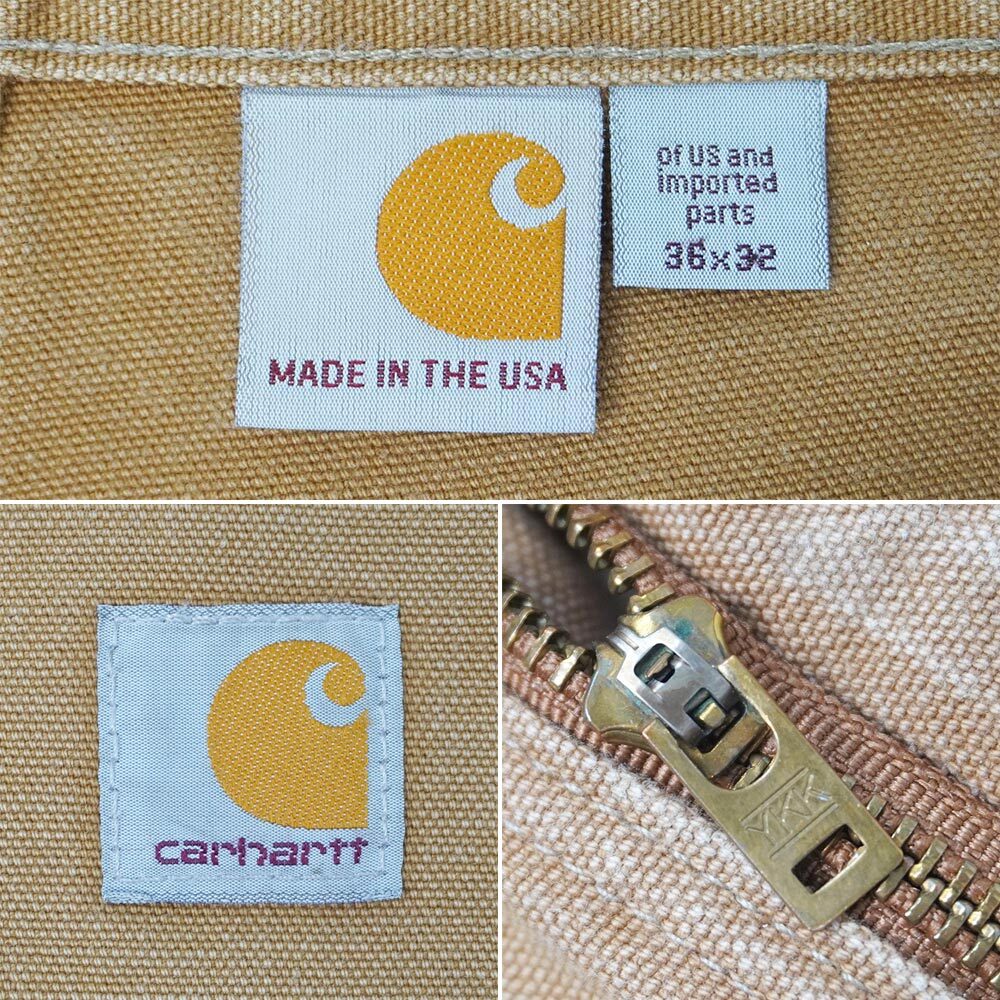 MADE IN THE USA
of US and
imported
parts
36x32
carhartt
YKK